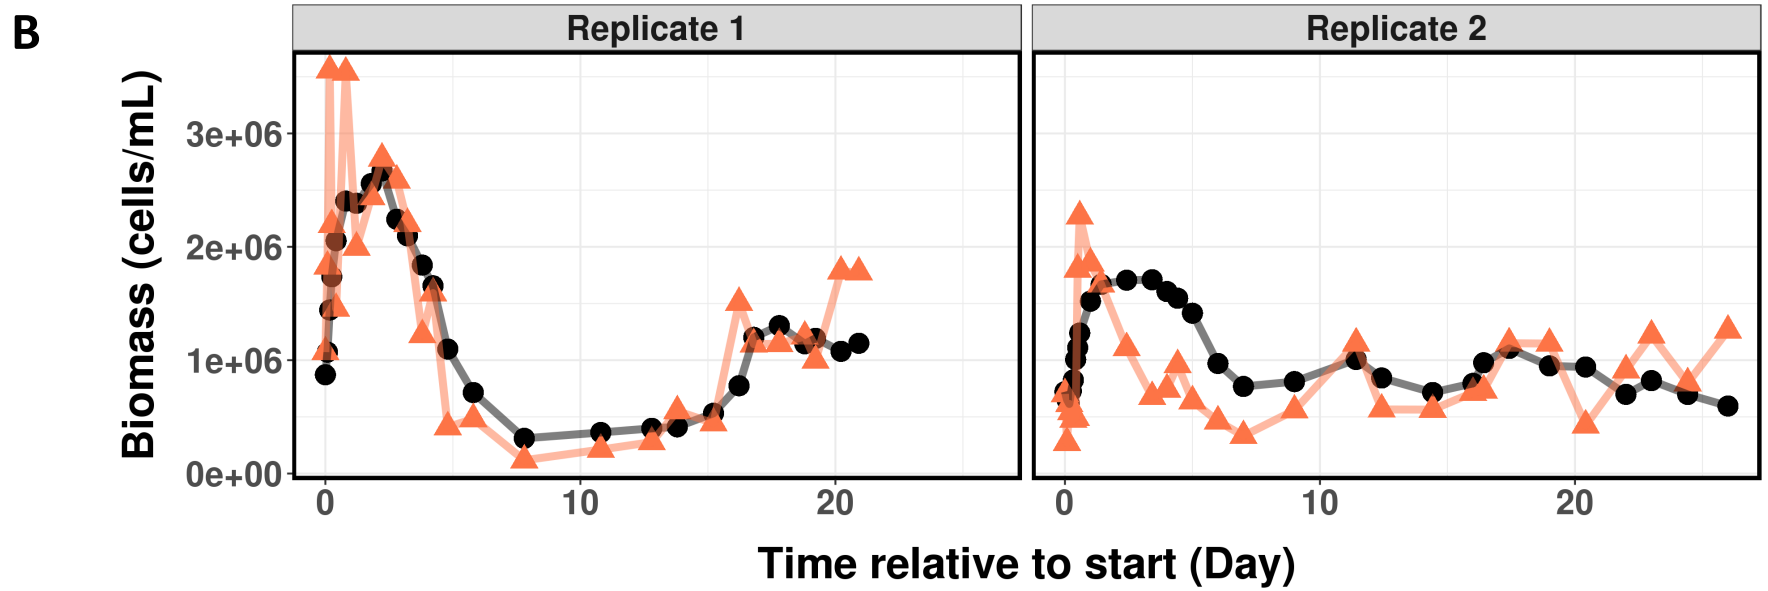 B
Replicate 1
Replicate 2
Biomass (cells/mL)
3e+06
2e+06
1e+06
0e+00
0
10
20
0
10
20
Time relative to start (Day)